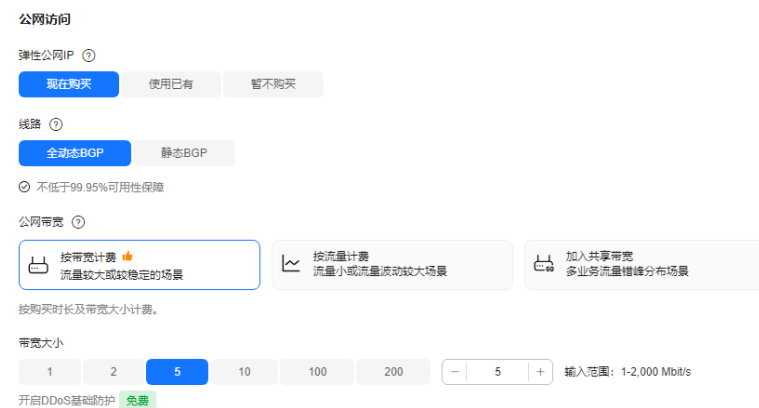 公网访问
弹性公网IP ?
现在购买 使用已有 暂不购买
线路 ?
全动态BGP 静态BGP
不低于99.95%可用性保障
公网带宽 ?
按带宽计费 按流量计费 加入共享带宽
流量较大或较稳定的场景 流量小或流量波动较大场景 多业务流量错峰分布场景
按购买时长及带宽大小计费。
带宽大小
1 2 5 10 100 200 − 5 + 输入范围：1-2,000 Mbit/s
开启DDoS基础防护 免费